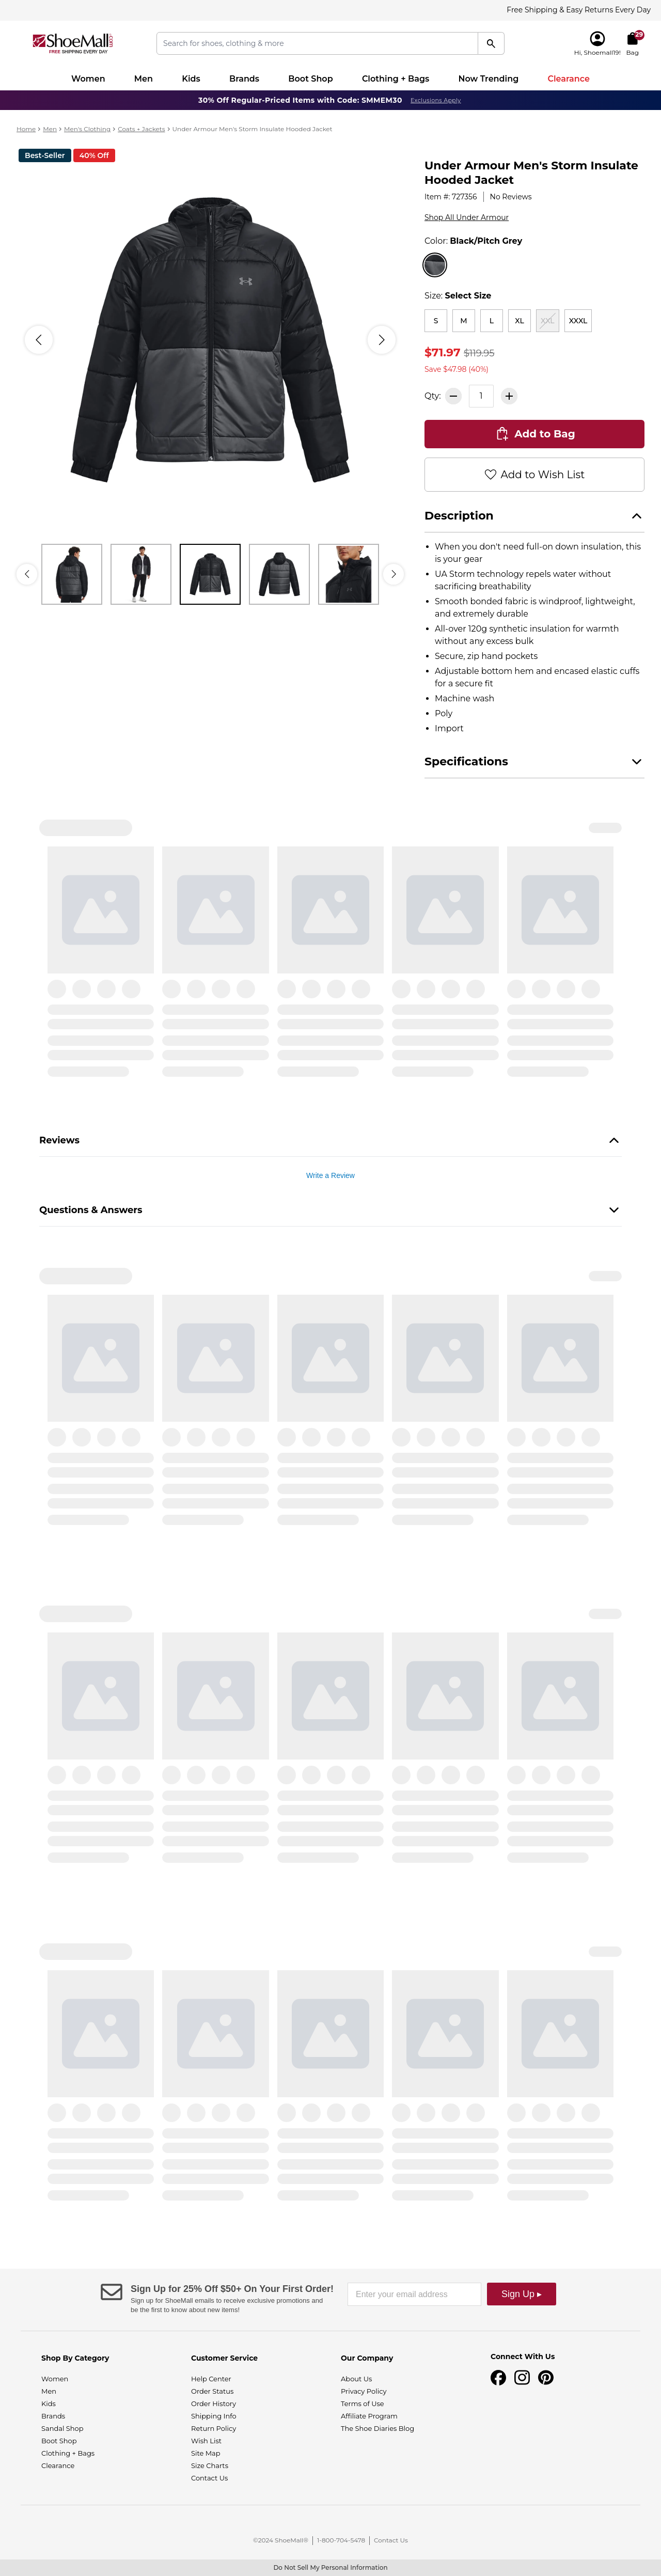 Free Shipping & Easy Returns Every Day
ShoeMall.com
FREE SHIPPING EVERY DAY
Search for shoes, clothing & more
Hi, Shoemall19!
29
Bag
Women
Men
Kids
Brands
Boot Shop
Clothing + Bags
Now Trending
Clearance
30% Off Regular-Priced Items with Code: SMMEM30
Exclusions Apply
Home › Men › Men's Clothing › Coats + Jackets › Under Armour Men's Storm Insulate Hooded Jacket
Best-Seller
40% Off
Under Armour Men's Storm Insulate
Hooded Jacket
Item #: 727356
No Reviews
Shop All Under Armour
Color: Black/Pitch Grey
Size: Select Size
S
M
L
XL
XXL
XXXL
$71.97 $119.95
Save $47.98 (40%)
Qty:
1
Add to Bag
Add to Wish List
Description
• When you don't need full-on down insulation, this
is your gear
• UA Storm technology repels water without
sacrificing breathability
• Smooth bonded fabric is windproof, lightweight,
and extremely durable
• All-over 120g synthetic insulation for warmth
without any excess bulk
• Secure, zip hand pockets
• Adjustable bottom hem and encased elastic cuffs
for a secure fit
• Machine wash
• Poly
• Import
Specifications
Reviews
Write a Review
Questions & Answers
Sign Up for 25% Off $50+ On Your First Order!
Sign up for ShoeMall emails to receive exclusive promotions and
be the first to know about new items!
Enter your email address
Sign Up ▸
Shop By Category
Women
Men
Kids
Brands
Sandal Shop
Boot Shop
Clothing + Bags
Clearance
Customer Service
Help Center
Order Status
Order History
Shipping Info
Return Policy
Wish List
Site Map
Size Charts
Contact Us
Our Company
About Us
Privacy Policy
Terms of Use
Affiliate Program
The Shoe Diaries Blog
Connect With Us
©2024 ShoeMall®
1-800-704-5478
Contact Us
Do Not Sell My Personal Information